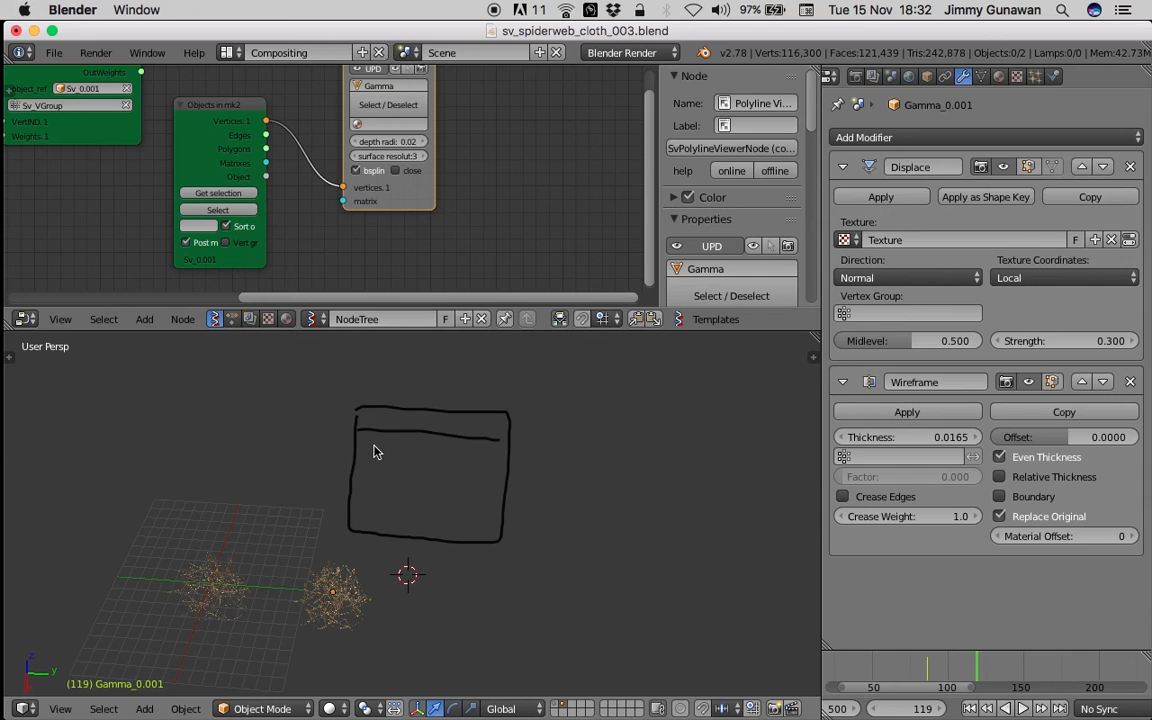 Blender Window 11 97% Tue 15 Nov 18:32 Jimmy Gunawan
sv_spiderweb_cloth_003.blend
File Render Window Help Compositing Scene Blender Render v2.78 | Verts:116,300 | Faces:121,439 | Tris:242,878 | Objects:0/2 | Lamps:0/0 | Mem:42.73M
OutWeights
object_ref Sv_0.001
Sv_VGroup
VertIND. 1
Weights. 1
Objects in mk2
Vertices. 1
Edges
Polygons
Matrixes
Object
Get selection
Select
Sort o
Post m Vert gr
Sv_0.001
UPD
Gamma
Select / Deselect
depth radi: 0.02
surface resolut:3
bsplin close
vertices. 1
matrix
Node
Name: Polyline Vi...
Label:
SvPolylineViewerNode (co...
help online offline
Color
Properties
UPD
Gamma
Select / Deselect
View Select Add Node NodeTree F Templates
Gamma_0.001
Add Modifier
Displace
Apply Apply as Shape Key Copy
Texture:
Texture F
Direction: Texture Coordinates:
Normal Local
Vertex Group:
Midlevel: 0.500 Strength: 0.300
Wireframe
Apply Copy
Thickness: 0.0165 Offset: 0.0000
Even Thickness
Factor: 0.000 Relative Thickness
Crease Edges Boundary
Crease Weight: 1.0 Replace Original
Material Offset: 0
User Persp
z
y
(119) Gamma_0.001
View Select Add Object Object Mode Global
50 100 150 200
500 119 No Sync